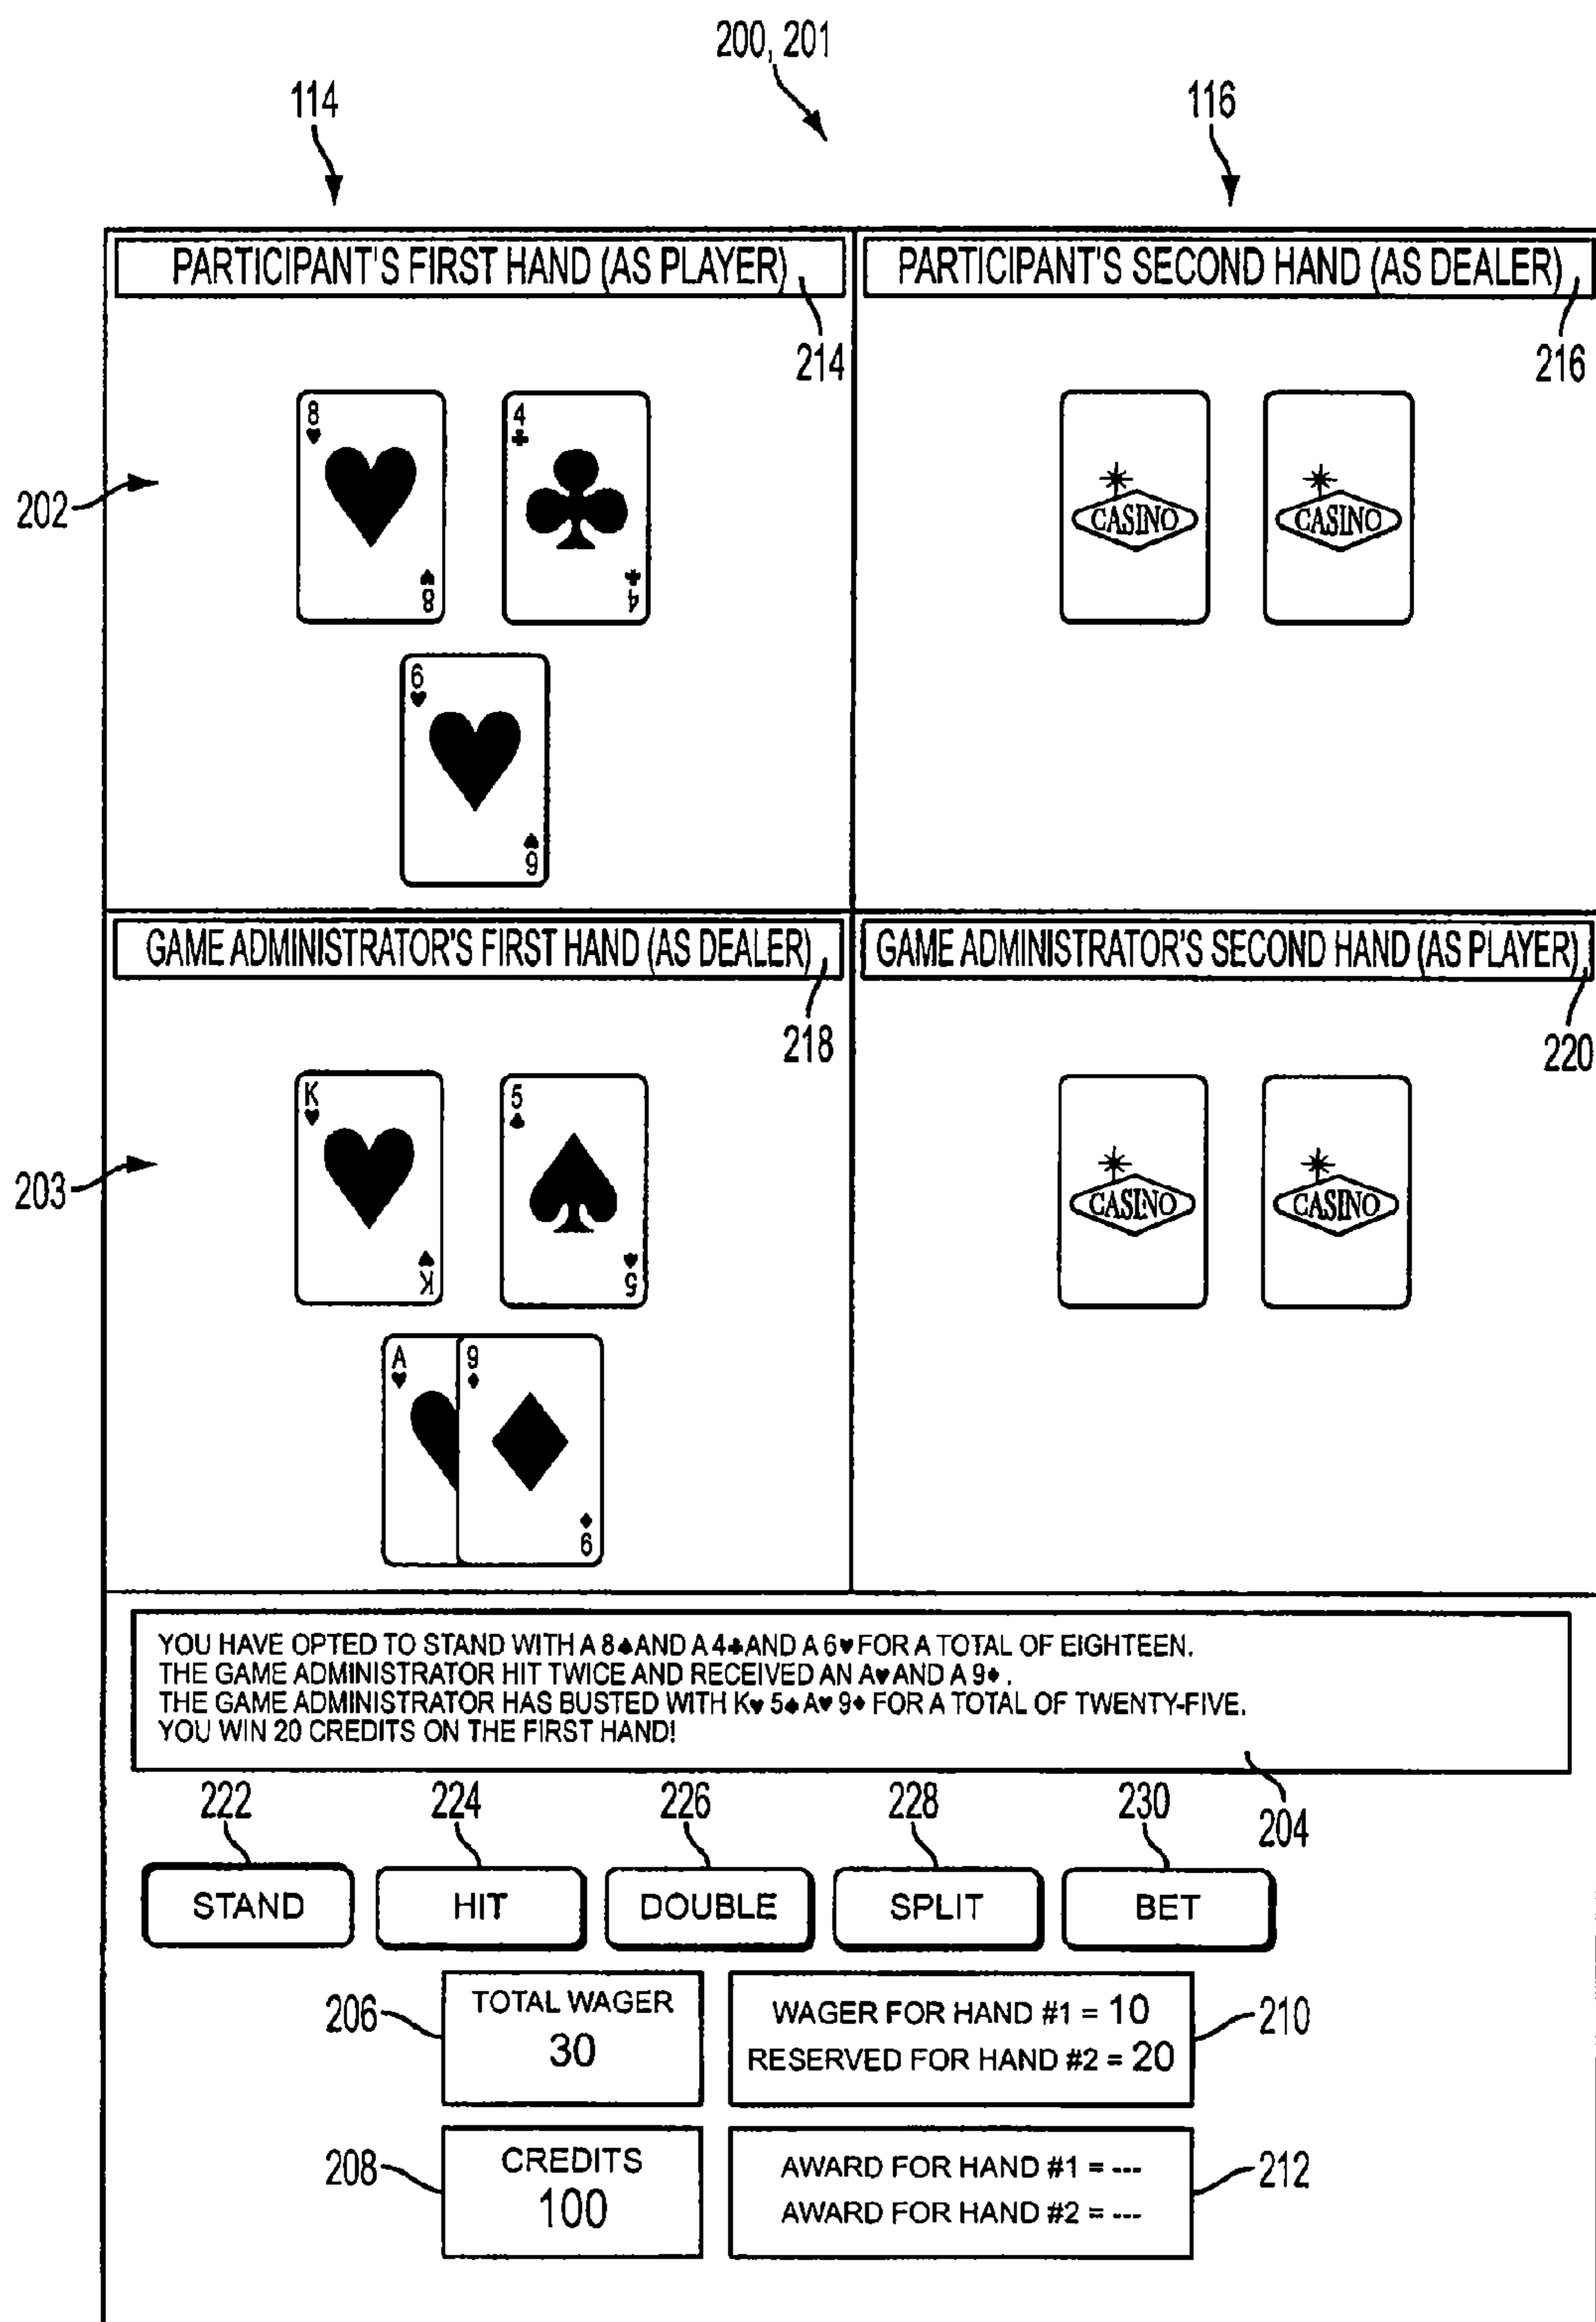 200, 201
114
116
PARTICIPANT'S FIRST HAND (AS PLAYER)
PARTICIPANT'S SECOND HAND (AS DEALER)
214
216
8♥
4♣
8♥
4♣
CASINO
CASINO
202
6♥
6♥
GAME ADMINISTRATOR'S FIRST HAND (AS DEALER)
GAME ADMINISTRATOR'S SECOND HAND (AS PLAYER)
218
220
K♥
5♠
K♥
5♠
CASINO
CASINO
203
A♥
9♦
9♦
YOU HAVE OPTED TO STAND WITH A 8♠ AND A 4♣ AND A 6♥ FOR A TOTAL OF EIGHTEEN.
THE GAME ADMINISTRATOR HIT TWICE AND RECEIVED AN A♥ AND A 9♦.
THE GAME ADMINISTRATOR HAS BUSTED WITH K♥ 5♠ A♥ 9♦ FOR A TOTAL OF TWENTY-FIVE.
YOU WIN 20 CREDITS ON THE FIRST HAND!
204
222
224
226
228
230
STAND
HIT
DOUBLE
SPLIT
BET
206
TOTAL WAGER
30
WAGER FOR HAND #1 = 10
RESERVED FOR HAND #2 = 20
210
208
CREDITS
100
AWARD FOR HAND #1 = ---
AWARD FOR HAND #2 = ---
212